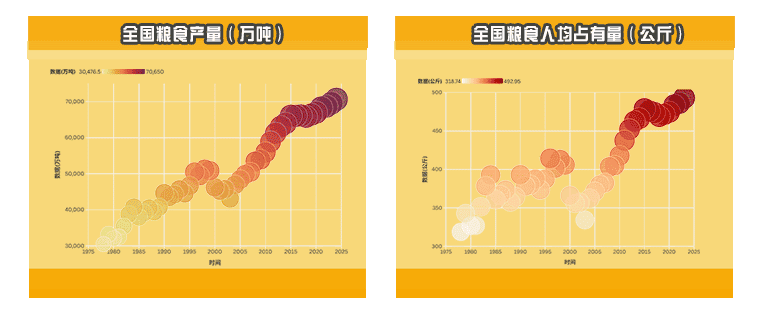 全国粮食产量（万吨）
数据(万吨) 30,476.5 70,650
数据(万吨)
70,000
60,000
50,000
40,000
30,000
1975 1980 1985 1990 1995 2000 2005 2010 2015 2020 2025
时间
全国粮食人均占有量（公斤）
数据(公斤) 318.74 492.95
数据(公斤)
500
450
400
350
300
1975 1980 1985 1990 1995 2000 2005 2010 2015 2020 2025
时间